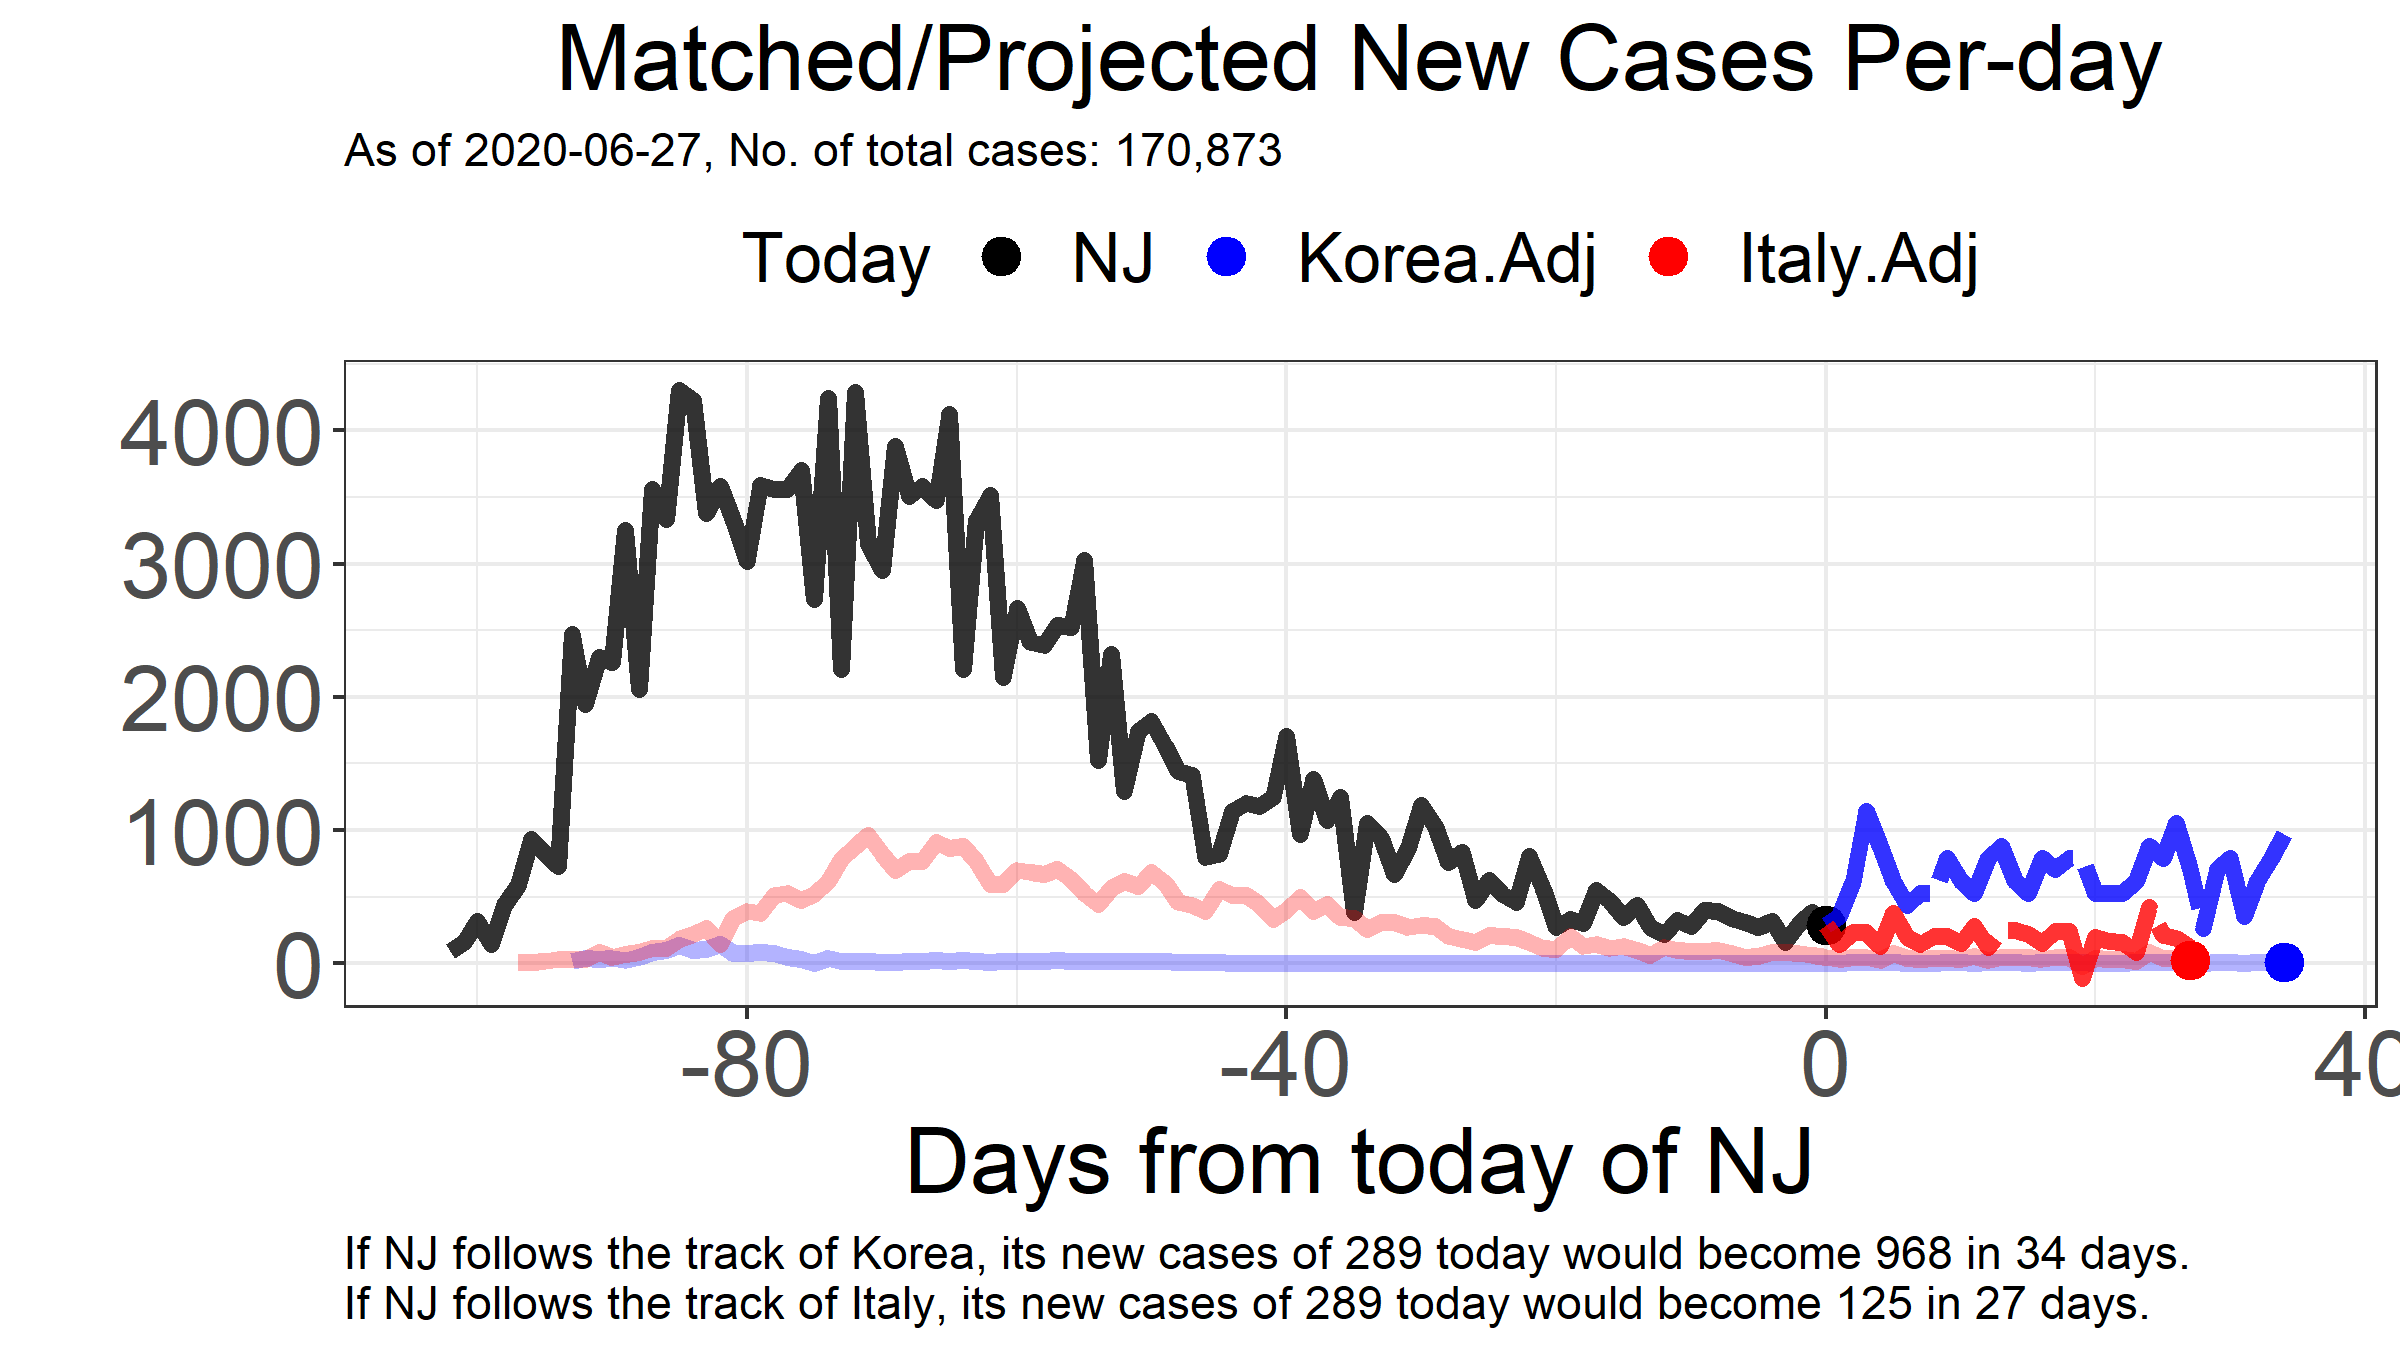 Matched/Projected New Cases Per-day
As of 2020-06-27, No. of total cases: 170,873
Today NJ Korea.Adj Italy.Adj
4000
3000
2000
1000
0
-80 -40 0 40
Days from today of NJ
If NJ follows the track of Korea, its new cases of 289 today would become 968 in 34 days.
If NJ follows the track of Italy, its new cases of 289 today would become 125 in 27 days.